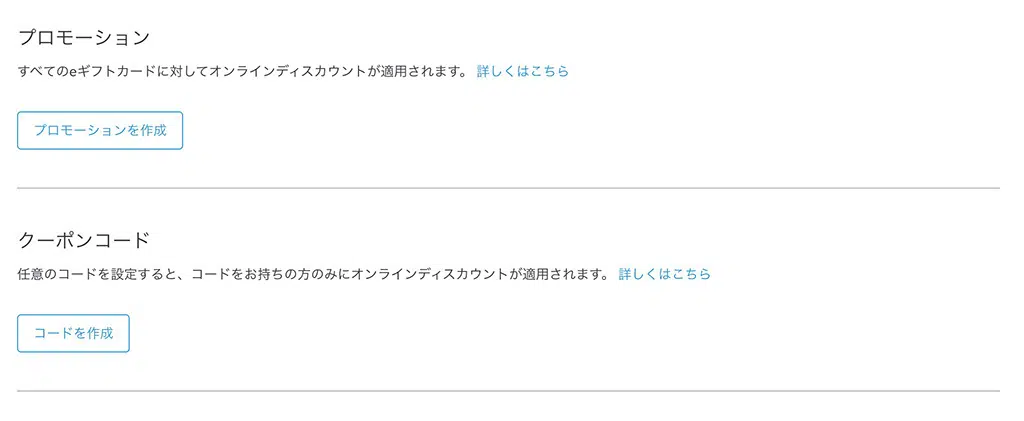 プロモーション
すべてのeギフトカードに対してオンラインディスカウントが適用されます。 詳しくはこちら
プロモーションを作成
クーポンコード
任意のコードを設定すると、コードをお持ちの方のみにオンラインディスカウントが適用されます。 詳しくはこちら
コードを作成